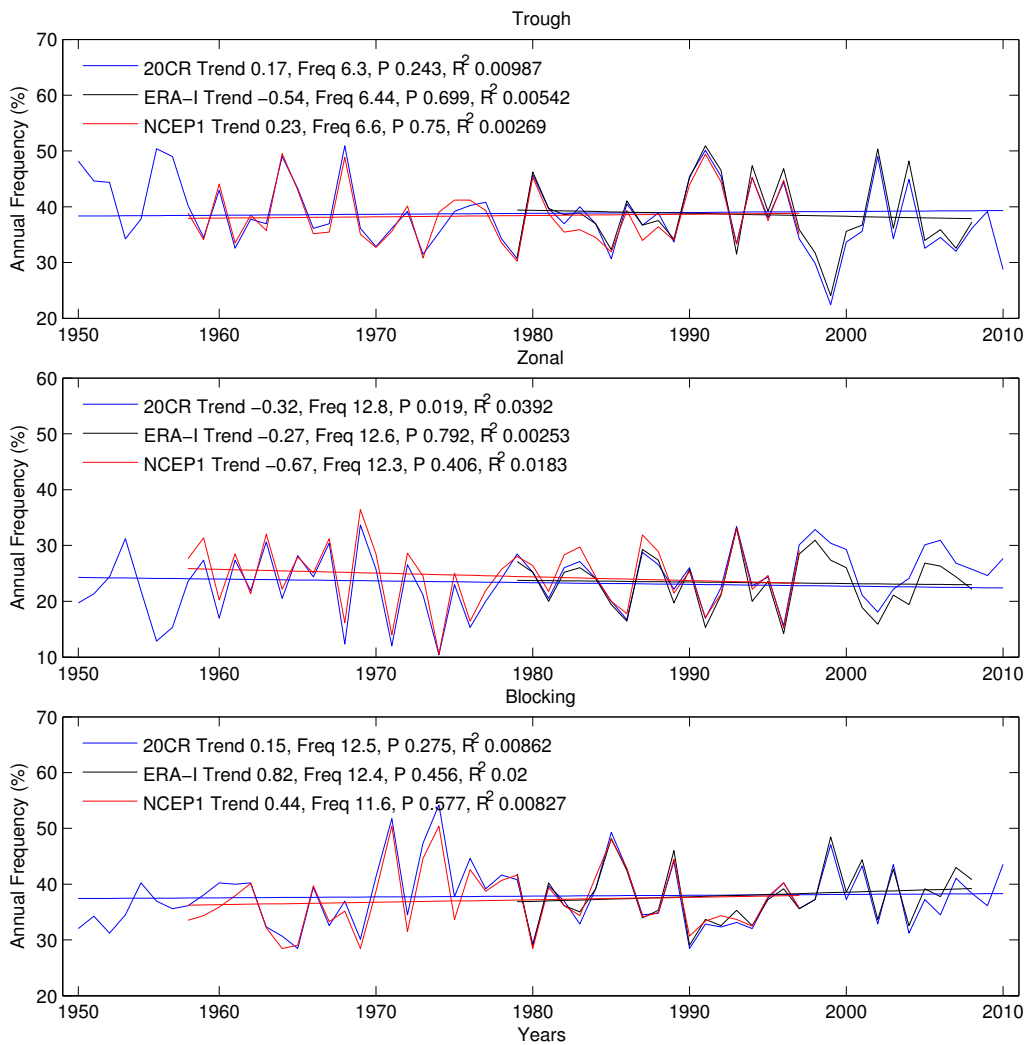 Trough
Annual Frequency (%)
70
60
50
40
30
20
20CR Trend 0.17, Freq 6.3, P 0.243, R² 0.00987
ERA−I Trend −0.54, Freq 6.44, P 0.699, R² 0.00542
NCEP1 Trend 0.23, Freq 6.6, P 0.75, R² 0.00269
1950 1960 1970 1980 1990 2000 2010
Zonal
Annual Frequency (%)
60
50
40
30
20
10
20CR Trend −0.32, Freq 12.8, P 0.019, R² 0.0392
ERA−I Trend −0.27, Freq 12.6, P 0.792, R² 0.00253
NCEP1 Trend −0.67, Freq 12.3, P 0.406, R² 0.0183
1950 1960 1970 1980 1990 2000 2010
Blocking
Annual Frequency (%)
70
60
50
40
30
20
20CR Trend 0.15, Freq 12.5, P 0.275, R² 0.00862
ERA−I Trend 0.82, Freq 12.4, P 0.456, R² 0.02
NCEP1 Trend 0.44, Freq 11.6, P 0.577, R² 0.00827
1950 1960 1970 1980 1990 2000 2010
Years